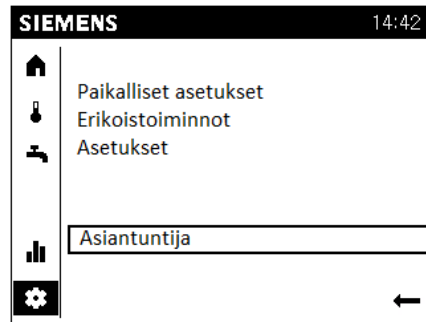 SIEMENS 14:42
Paikalliset asetukset
Erikoistoiminnot
Asetukset
Asiantuntija